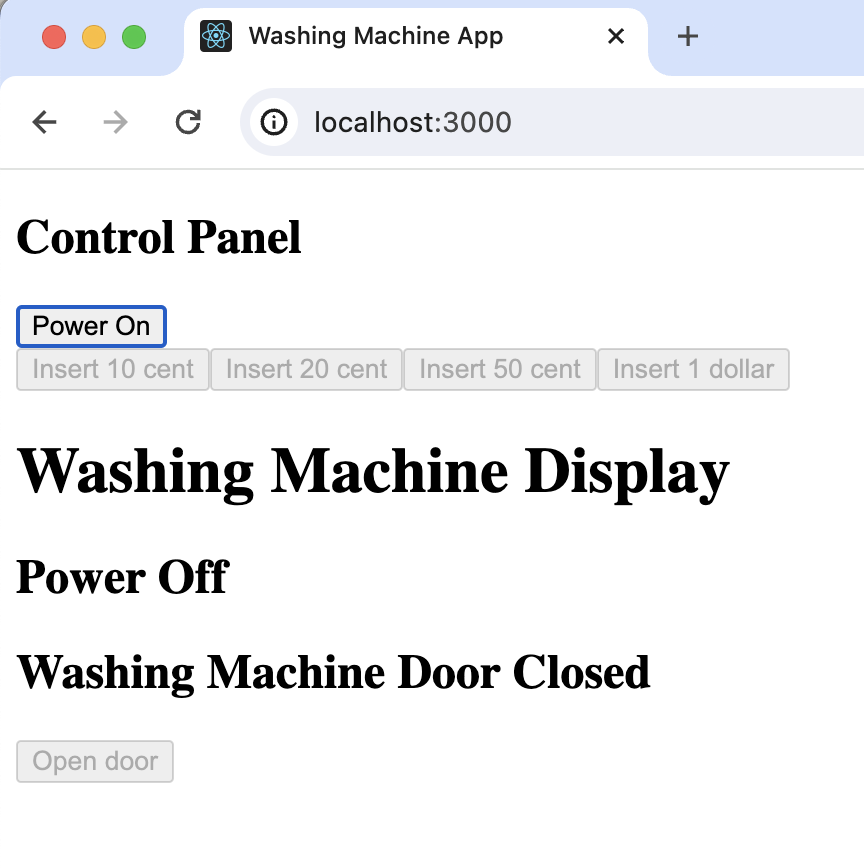 Washing Machine App
localhost:3000
Control Panel
Power On
Insert 10 cent Insert 20 cent Insert 50 cent Insert 1 dollar
Washing Machine Display
Power Off
Washing Machine Door Closed
Open door